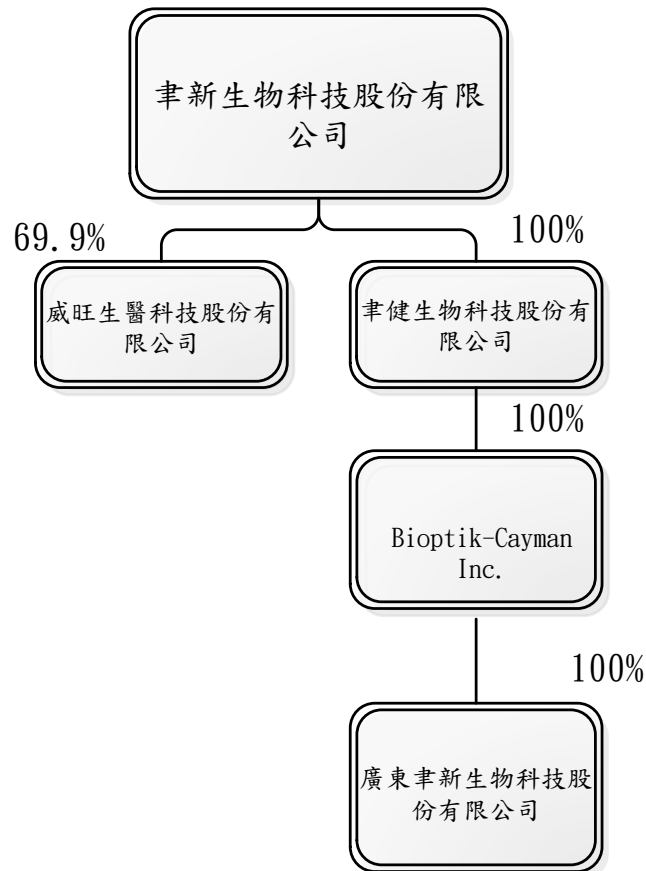 聿新生物科技股份有限
公司
69.9%
100%
威旺生醫科技股份有
限公司
聿健生物科技股份有
限公司
100%
Bioptik-Cayman
Inc.
100%
廣東聿新生物科技股
份有限公司